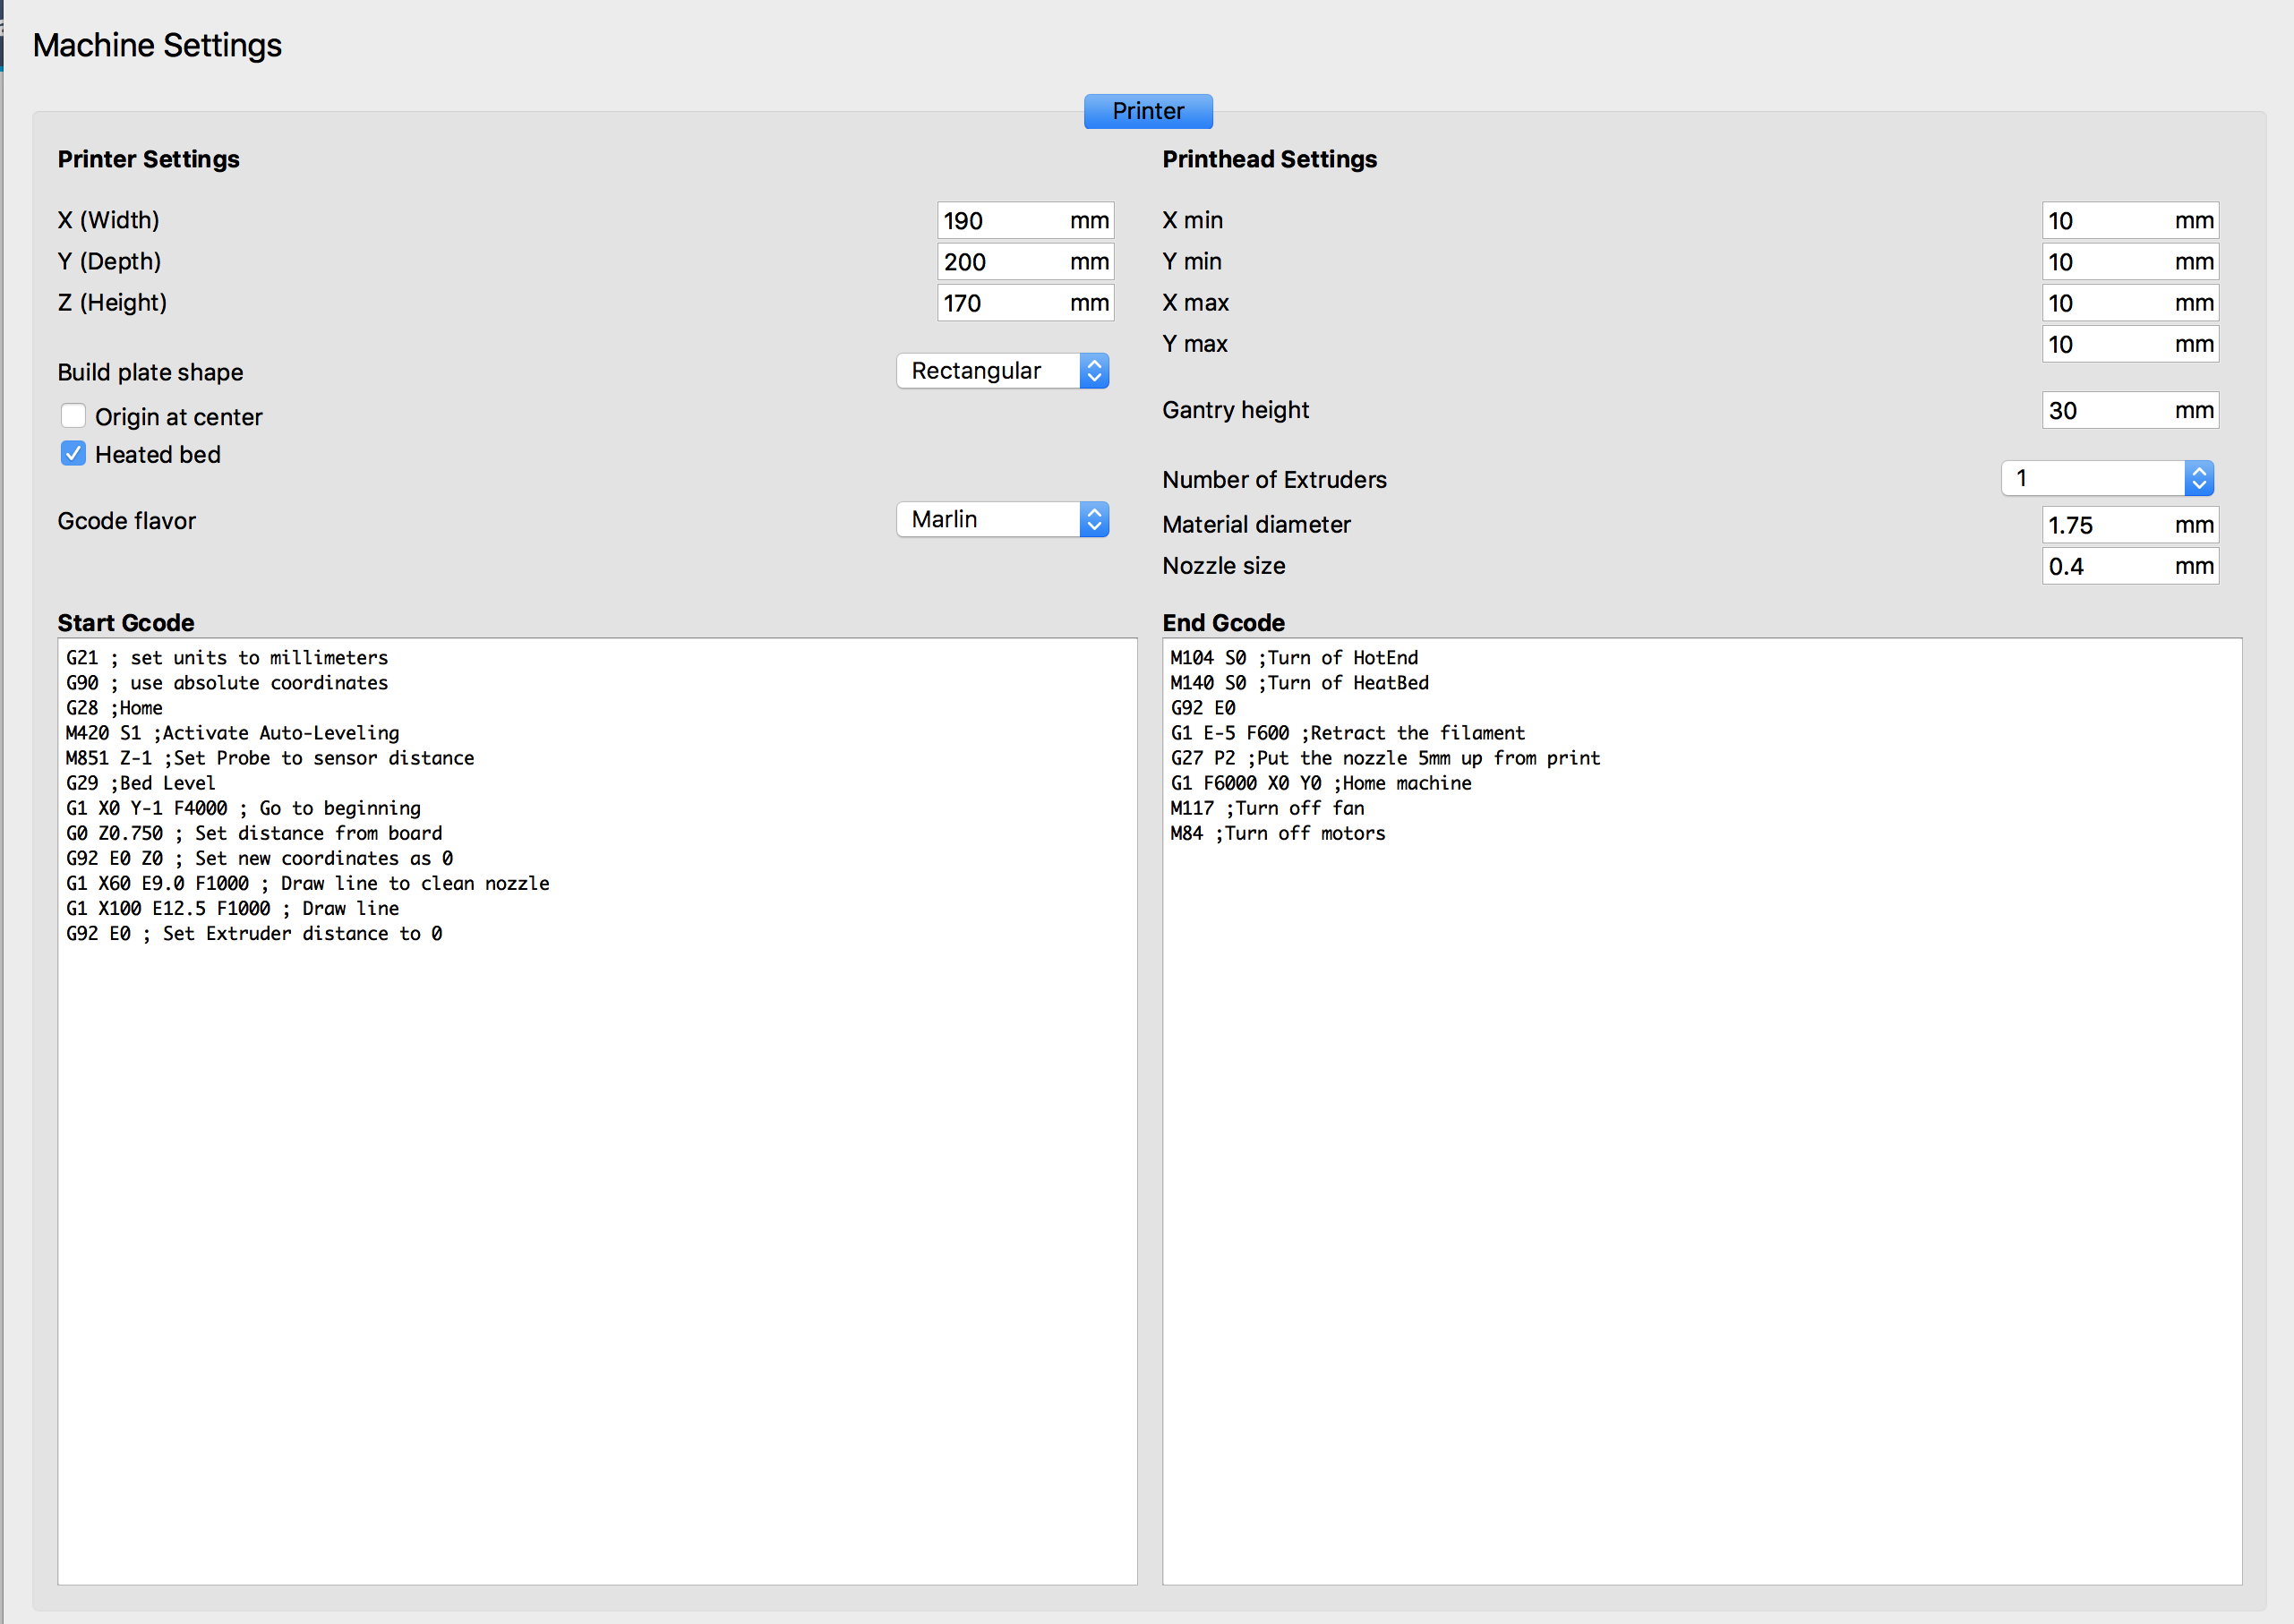 Machine Settings
Printer
Printer Settings
X (Width) 190 mm
Y (Depth) 200 mm
Z (Height) 170 mm
Build plate shape Rectangular
Origin at center
Heated bed
Gcode flavor Marlin
Printhead Settings
X min 10 mm
Y min 10 mm
X max 10 mm
Y max 10 mm
Gantry height 30 mm
Number of Extruders 1
Material diameter 1.75 mm
Nozzle size 0.4 mm
Start Gcode
G21 ; set units to millimeters
G90 ; use absolute coordinates
G28 ;Home
M420 S1 ;Activate Auto-Leveling
M851 Z-1 ;Set Probe to sensor distance
G29 ;Bed Level
G1 X0 Y-1 F4000 ; Go to beginning
G0 Z0.750 ; Set distance from board
G92 E0 Z0 ; Set new coordinates as 0
G1 X60 E9.0 F1000 ; Draw line to clean nozzle
G1 X100 E12.5 F1000 ; Draw line
G92 E0 ; Set Extruder distance to 0
End Gcode
M104 S0 ;Turn of HotEnd
M140 S0 ;Turn of HeatBed
G92 E0
G1 E-5 F600 ;Retract the filament
G27 P2 ;Put the nozzle 5mm up from print
G1 F6000 X0 Y0 ;Home machine
M117 ;Turn off fan
M84 ;Turn off motors